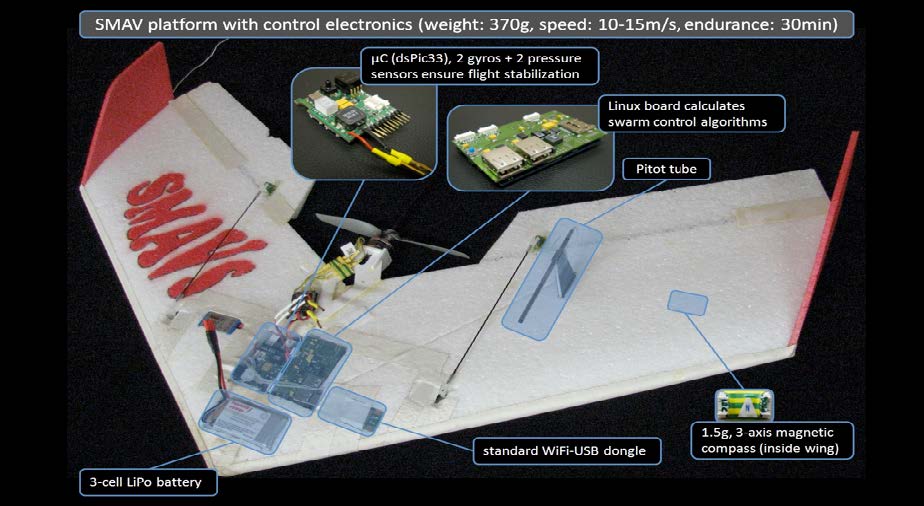 SMAV platform with control electronics (weight: 370g, speed: 10-15m/s, endurance: 30min)
µC (dsPic33), 2 gyros + 2 pressure
sensors ensure flight stabilization
Linux board calculates
swarm control algorithms
Pitot tube
SMAVS
1.5g, 3-axis magnetic
compass (inside wing)
standard WiFi-USB dongle
3-cell LiPo battery